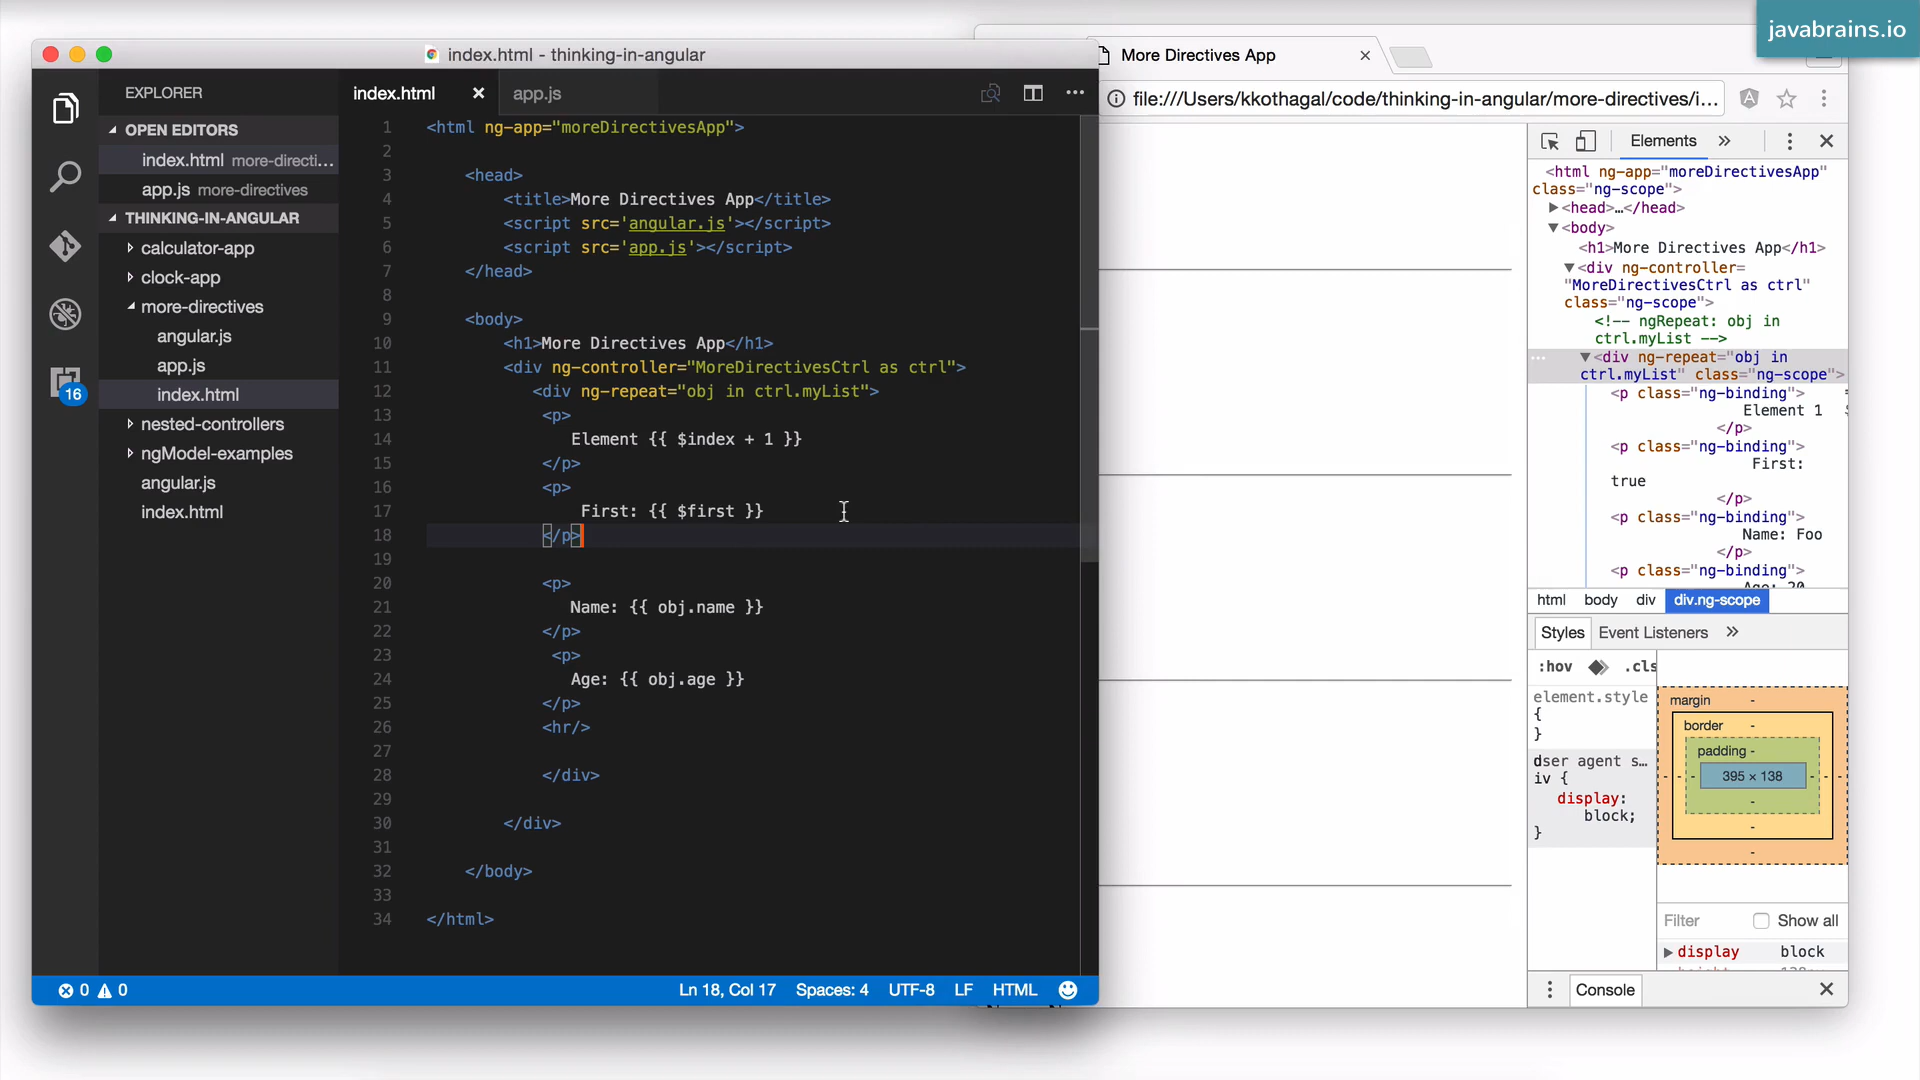 javabrains.io
index.html - thinking-in-angular
EXPLORER
OPEN EDITORS
index.html more-directi...
app.js more-directives
THINKING-IN-ANGULAR
calculator-app
clock-app
more-directives
angular.js
app.js
index.html
nested-controllers
ngModel-examples
angular.js
index.html
16
index.html
app.js
1 <html ng-app="moreDirectivesApp">
2
3 <head>
4 <title>More Directives App</title>
5 <script src='angular.js'></script>
6 <script src='app.js'></script>
7 </head>
8
9 <body>
10 <h1>More Directives App</h1>
11 <div ng-controller="MoreDirectivesCtrl as ctrl">
12 <div ng-repeat="obj in ctrl.myList">
13 <p>
14 Element {{ $index + 1 }}
15 </p>
16 <p>
17 First: {{ $first }}
18 </p>
19
20 <p>
21 Name: {{ obj.name }}
22 </p>
23 <p>
24 Age: {{ obj.age }}
25 </p>
26 <hr/>
27
28 </div>
29
30 </div>
31
32 </body>
33
34 </html>
0 0
Ln 18, Col 17 Spaces: 4 UTF-8 LF HTML
More Directives App
file:///Users/kkothagal/code/thinking-in-angular/more-directives/i...
Elements
<html ng-app="moreDirectivesApp"
class="ng-scope">
<head>…</head>
<body>
<h1>More Directives App</h1>
<div ng-controller=
"MoreDirectivesCtrl as ctrl"
class="ng-scope">
<!-- ngRepeat: obj in
ctrl.myList -->
<div ng-repeat="obj in
ctrl.myList" class="ng-scope">
<p class="ng-binding">
Element 1
</p>
<p class="ng-binding">
First:
true
</p>
<p class="ng-binding">
Name: Foo
</p>
<p class="ng-binding">
Age: 20
html body div div.ng-scope
Styles Event Listeners
:hov .cls
element.style
{
}
dser agent s…
iv {
display:
block;
}
margin -
border -
padding -
395 × 138
Filter Show all
display block
Console